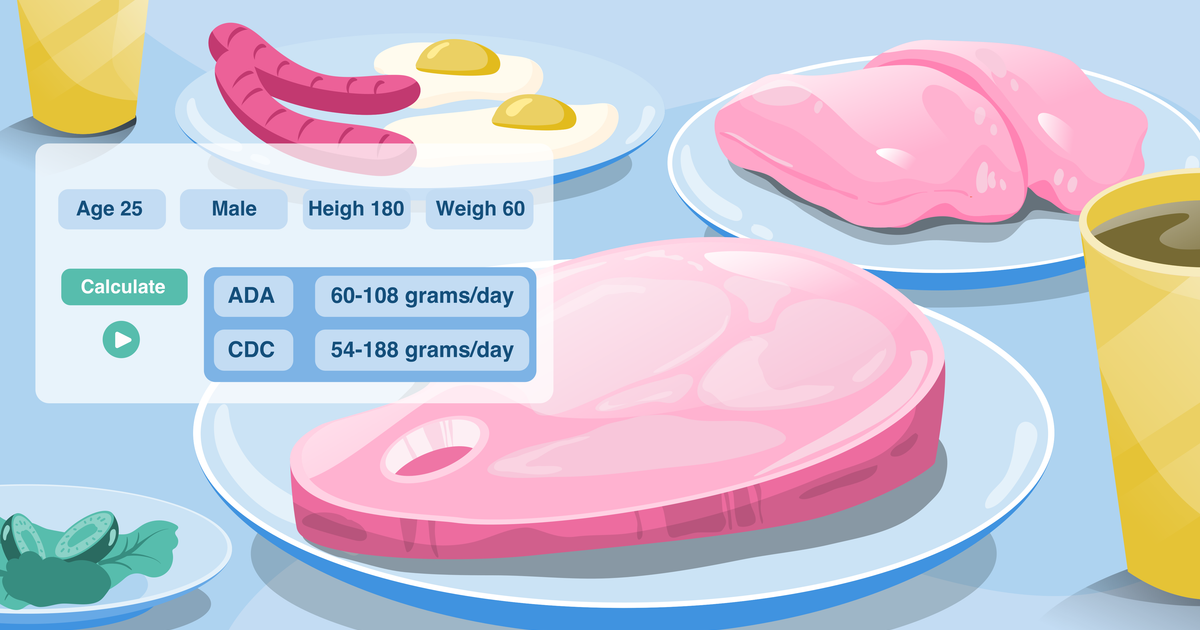 Age 25
Male
Heigh 180
Weigh 60
Calculate
ADA
60-108 grams/day
CDC
54-188 grams/day